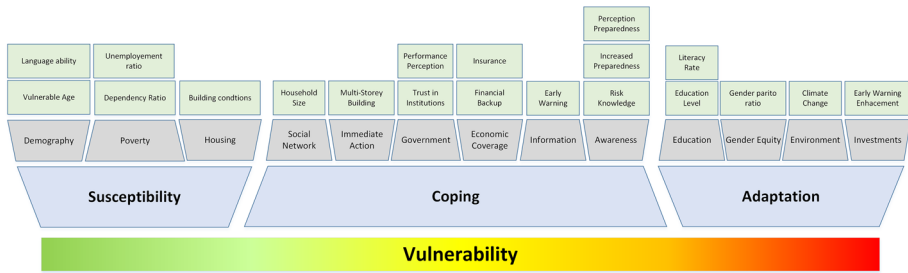 Perception
Preparedness
Language ability
Unemployement
ratio
Performance
Perception
Insurance
Increased
Preparedness
Literacy
Rate
Vulnerable Age
Dependency Ratio
Building condtions
Household
Size
Multi-Storey
Building
Trust in
Institutions
Financial
Backup
Early
Warning
Risk
Knowledge
Education
Level
Gender parito
ratio
Climate
Change
Early Warning
Enhacement
Demography
Poverty
Housing
Social
Network
Immediate
Action
Government
Economic
Coverage
Information
Awareness
Education
Gender Equity
Environment
Investments
Susceptibility
Coping
Adaptation
Vulnerability